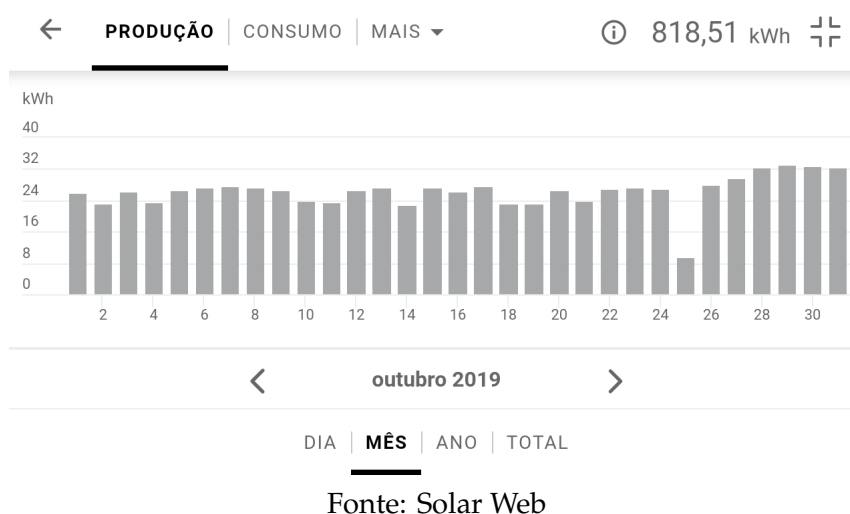 PRODUÇÃO CONSUMO MAIS 818,51 kWh
kWh
40
32
24
16
8
0
2 4 6 8 10 12 14 16 18 20 22 24 26 28 30
outubro 2019
DIA MÊS ANO TOTAL
Fonte: Solar Web